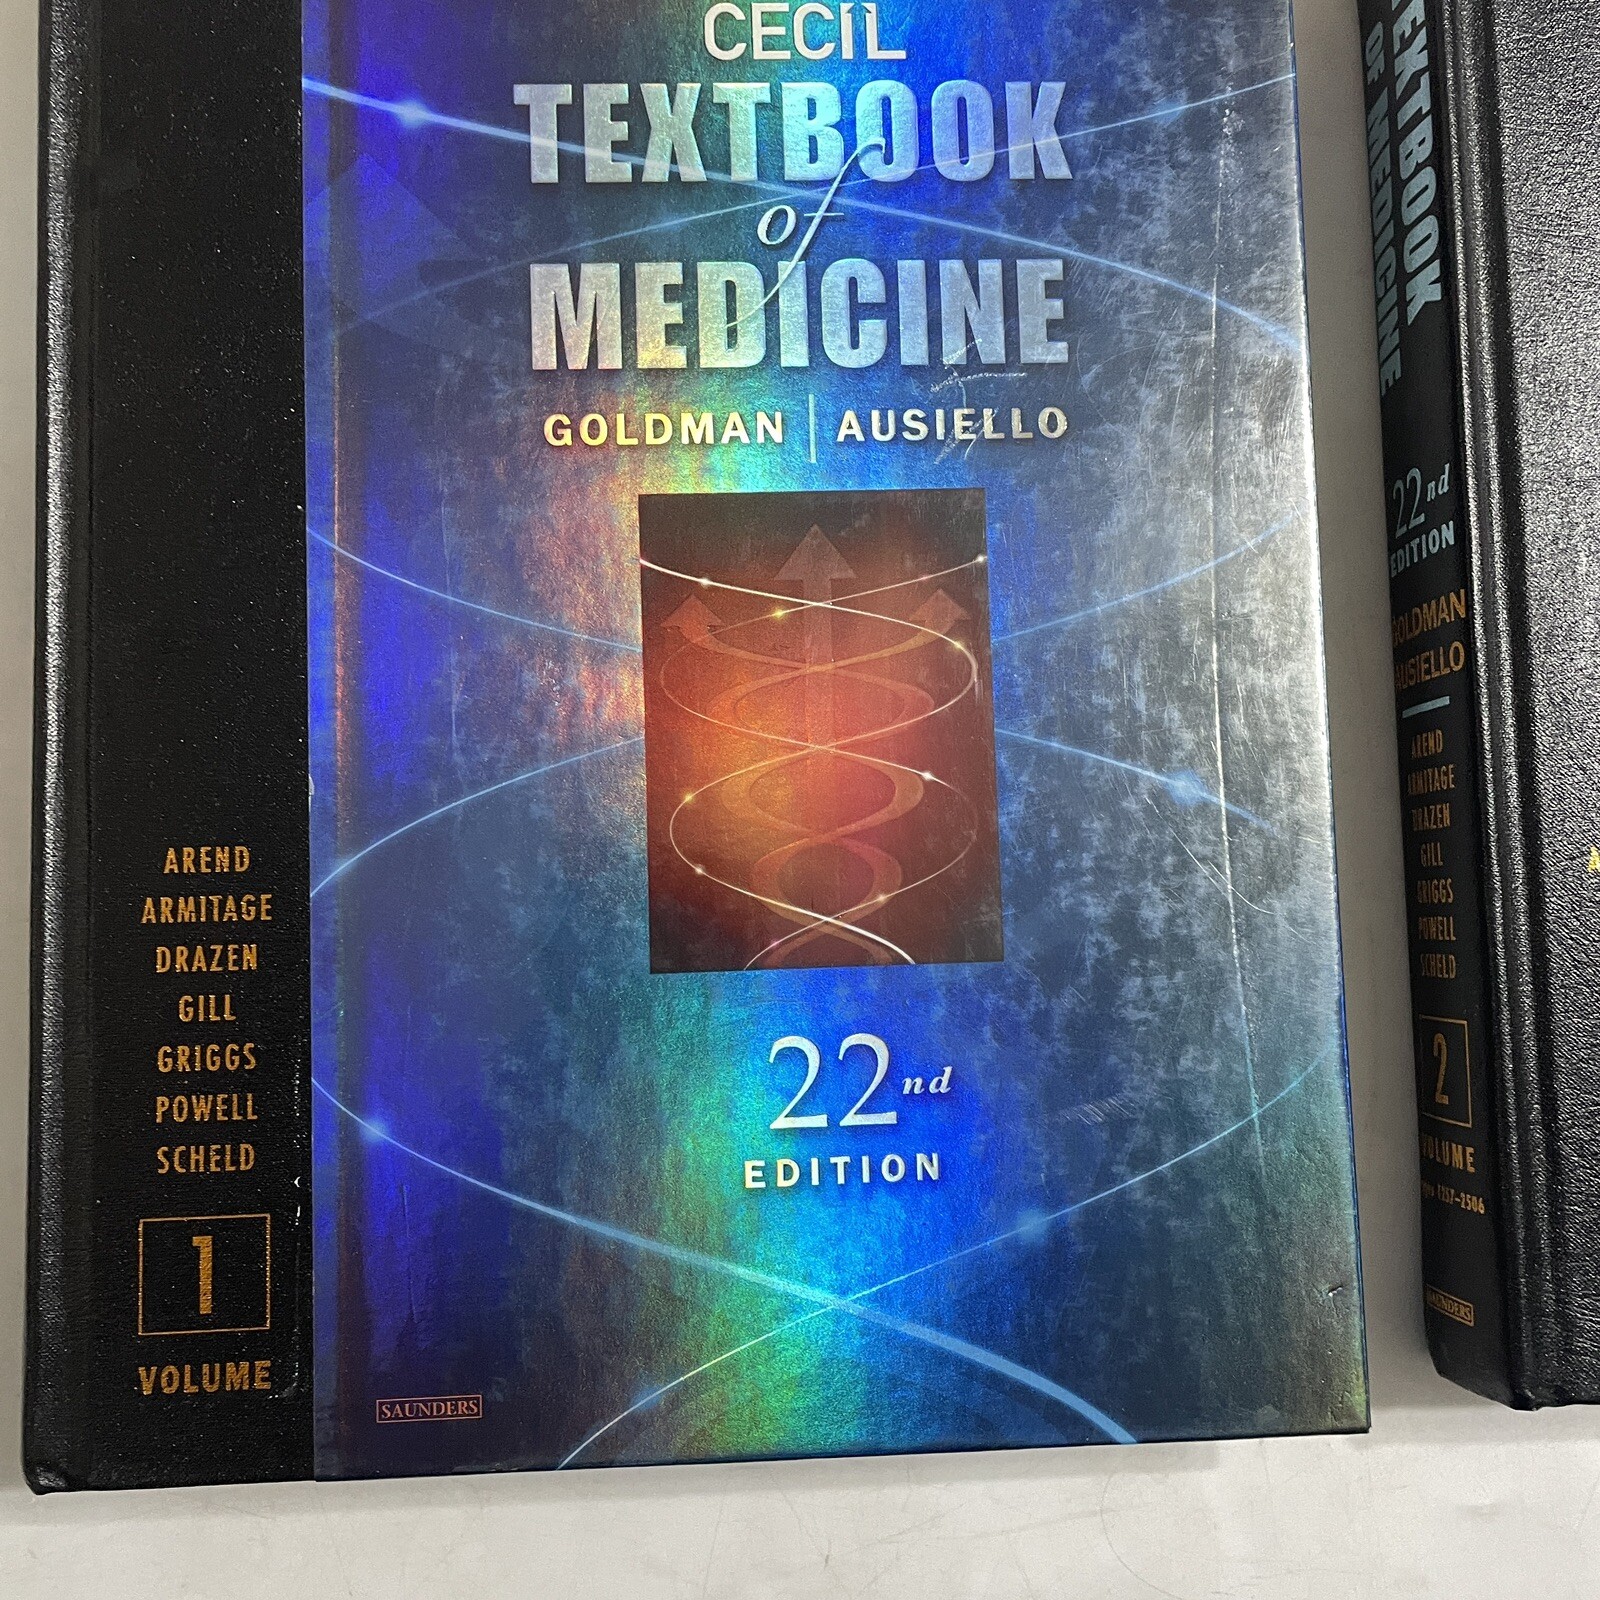 CECIL
TEXTBOOK
of
MEDICINE
GOLDMAN | AUSIELLO
22nd
EDITION
SAUNDERS
AREND
ARMITAGE
DRAZEN
GILL
GRIGGS
POWELL
SCHELD
1
VOLUME
TEXTBOOK
OF MEDICINE
22nd
EDITION
GOLDMAN
AUSIELLO
AREND
ARMITAGE
DRAZEN
GILL
GRIGGS
POWELL
SCHELD
2
VOLUME
SAUNDERS